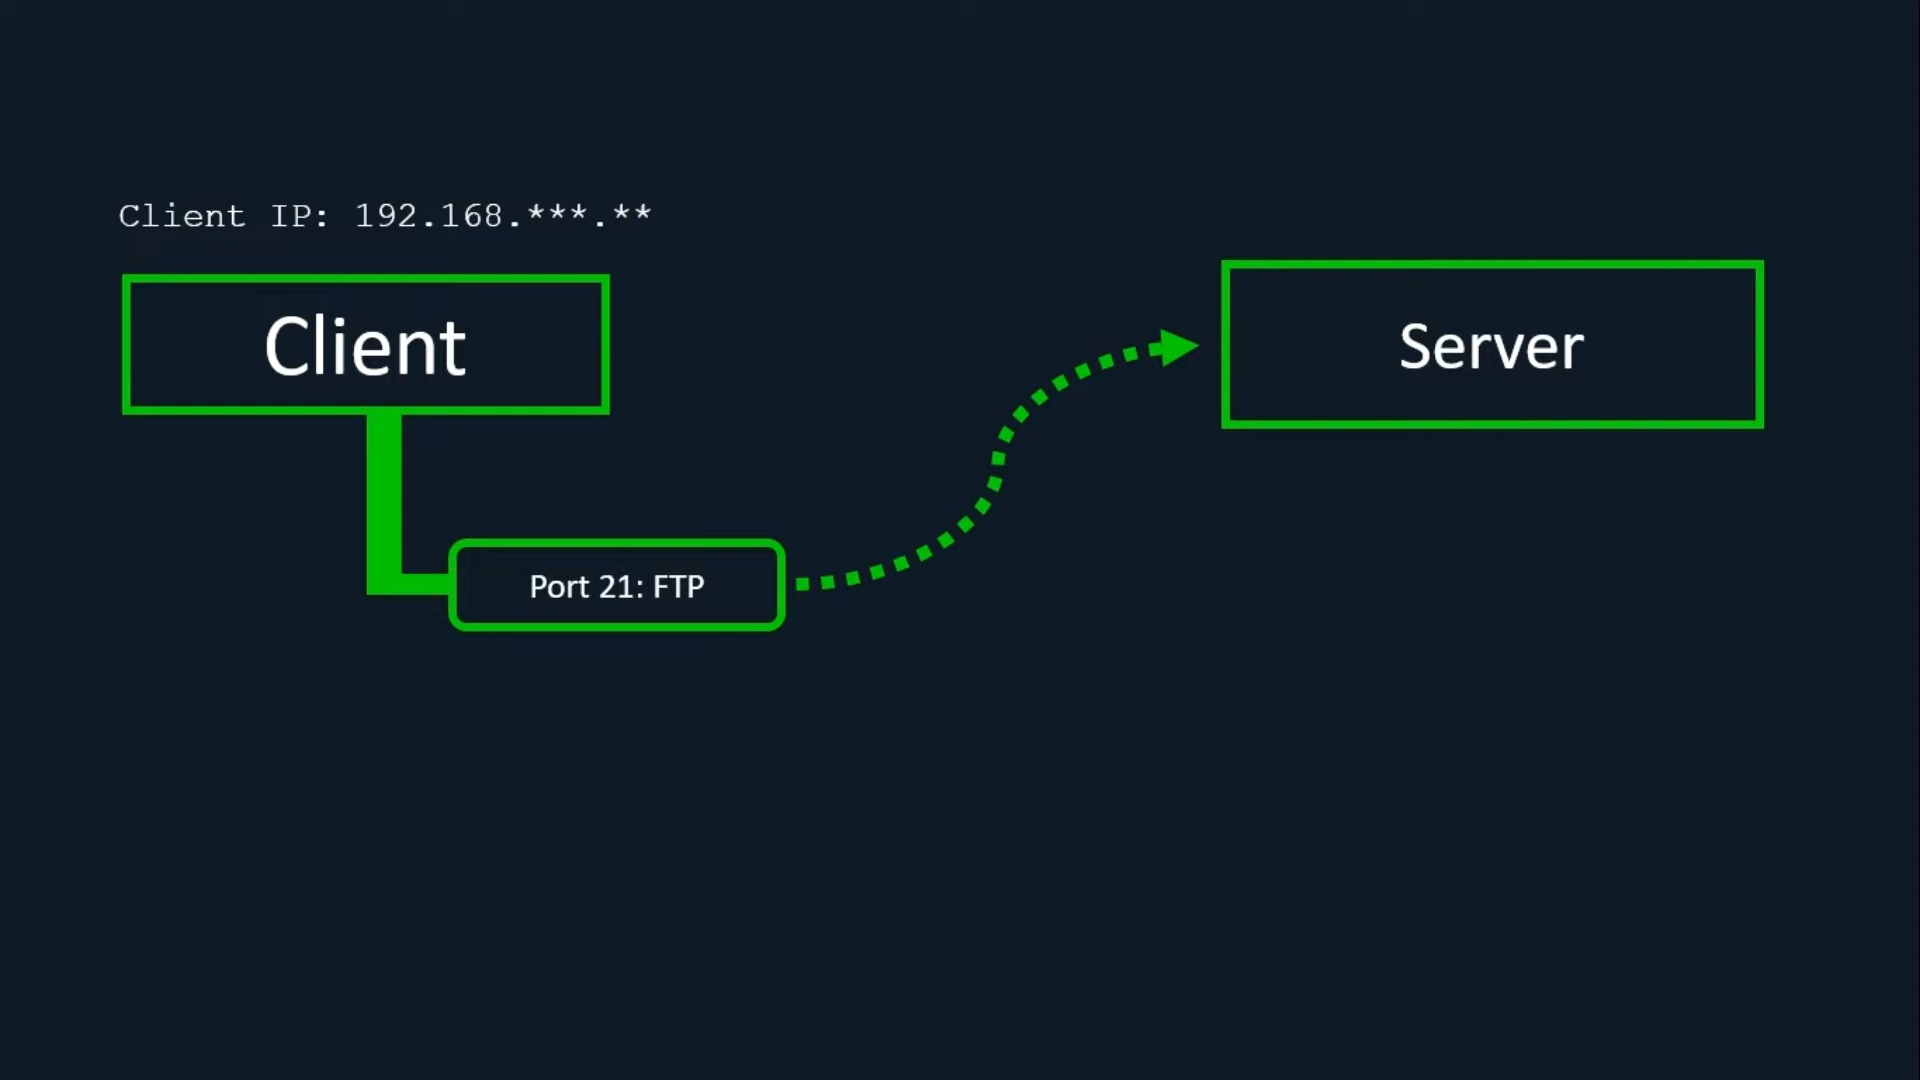 Client IP: 192.168.***.**
Client
Server
Port 21: FTP